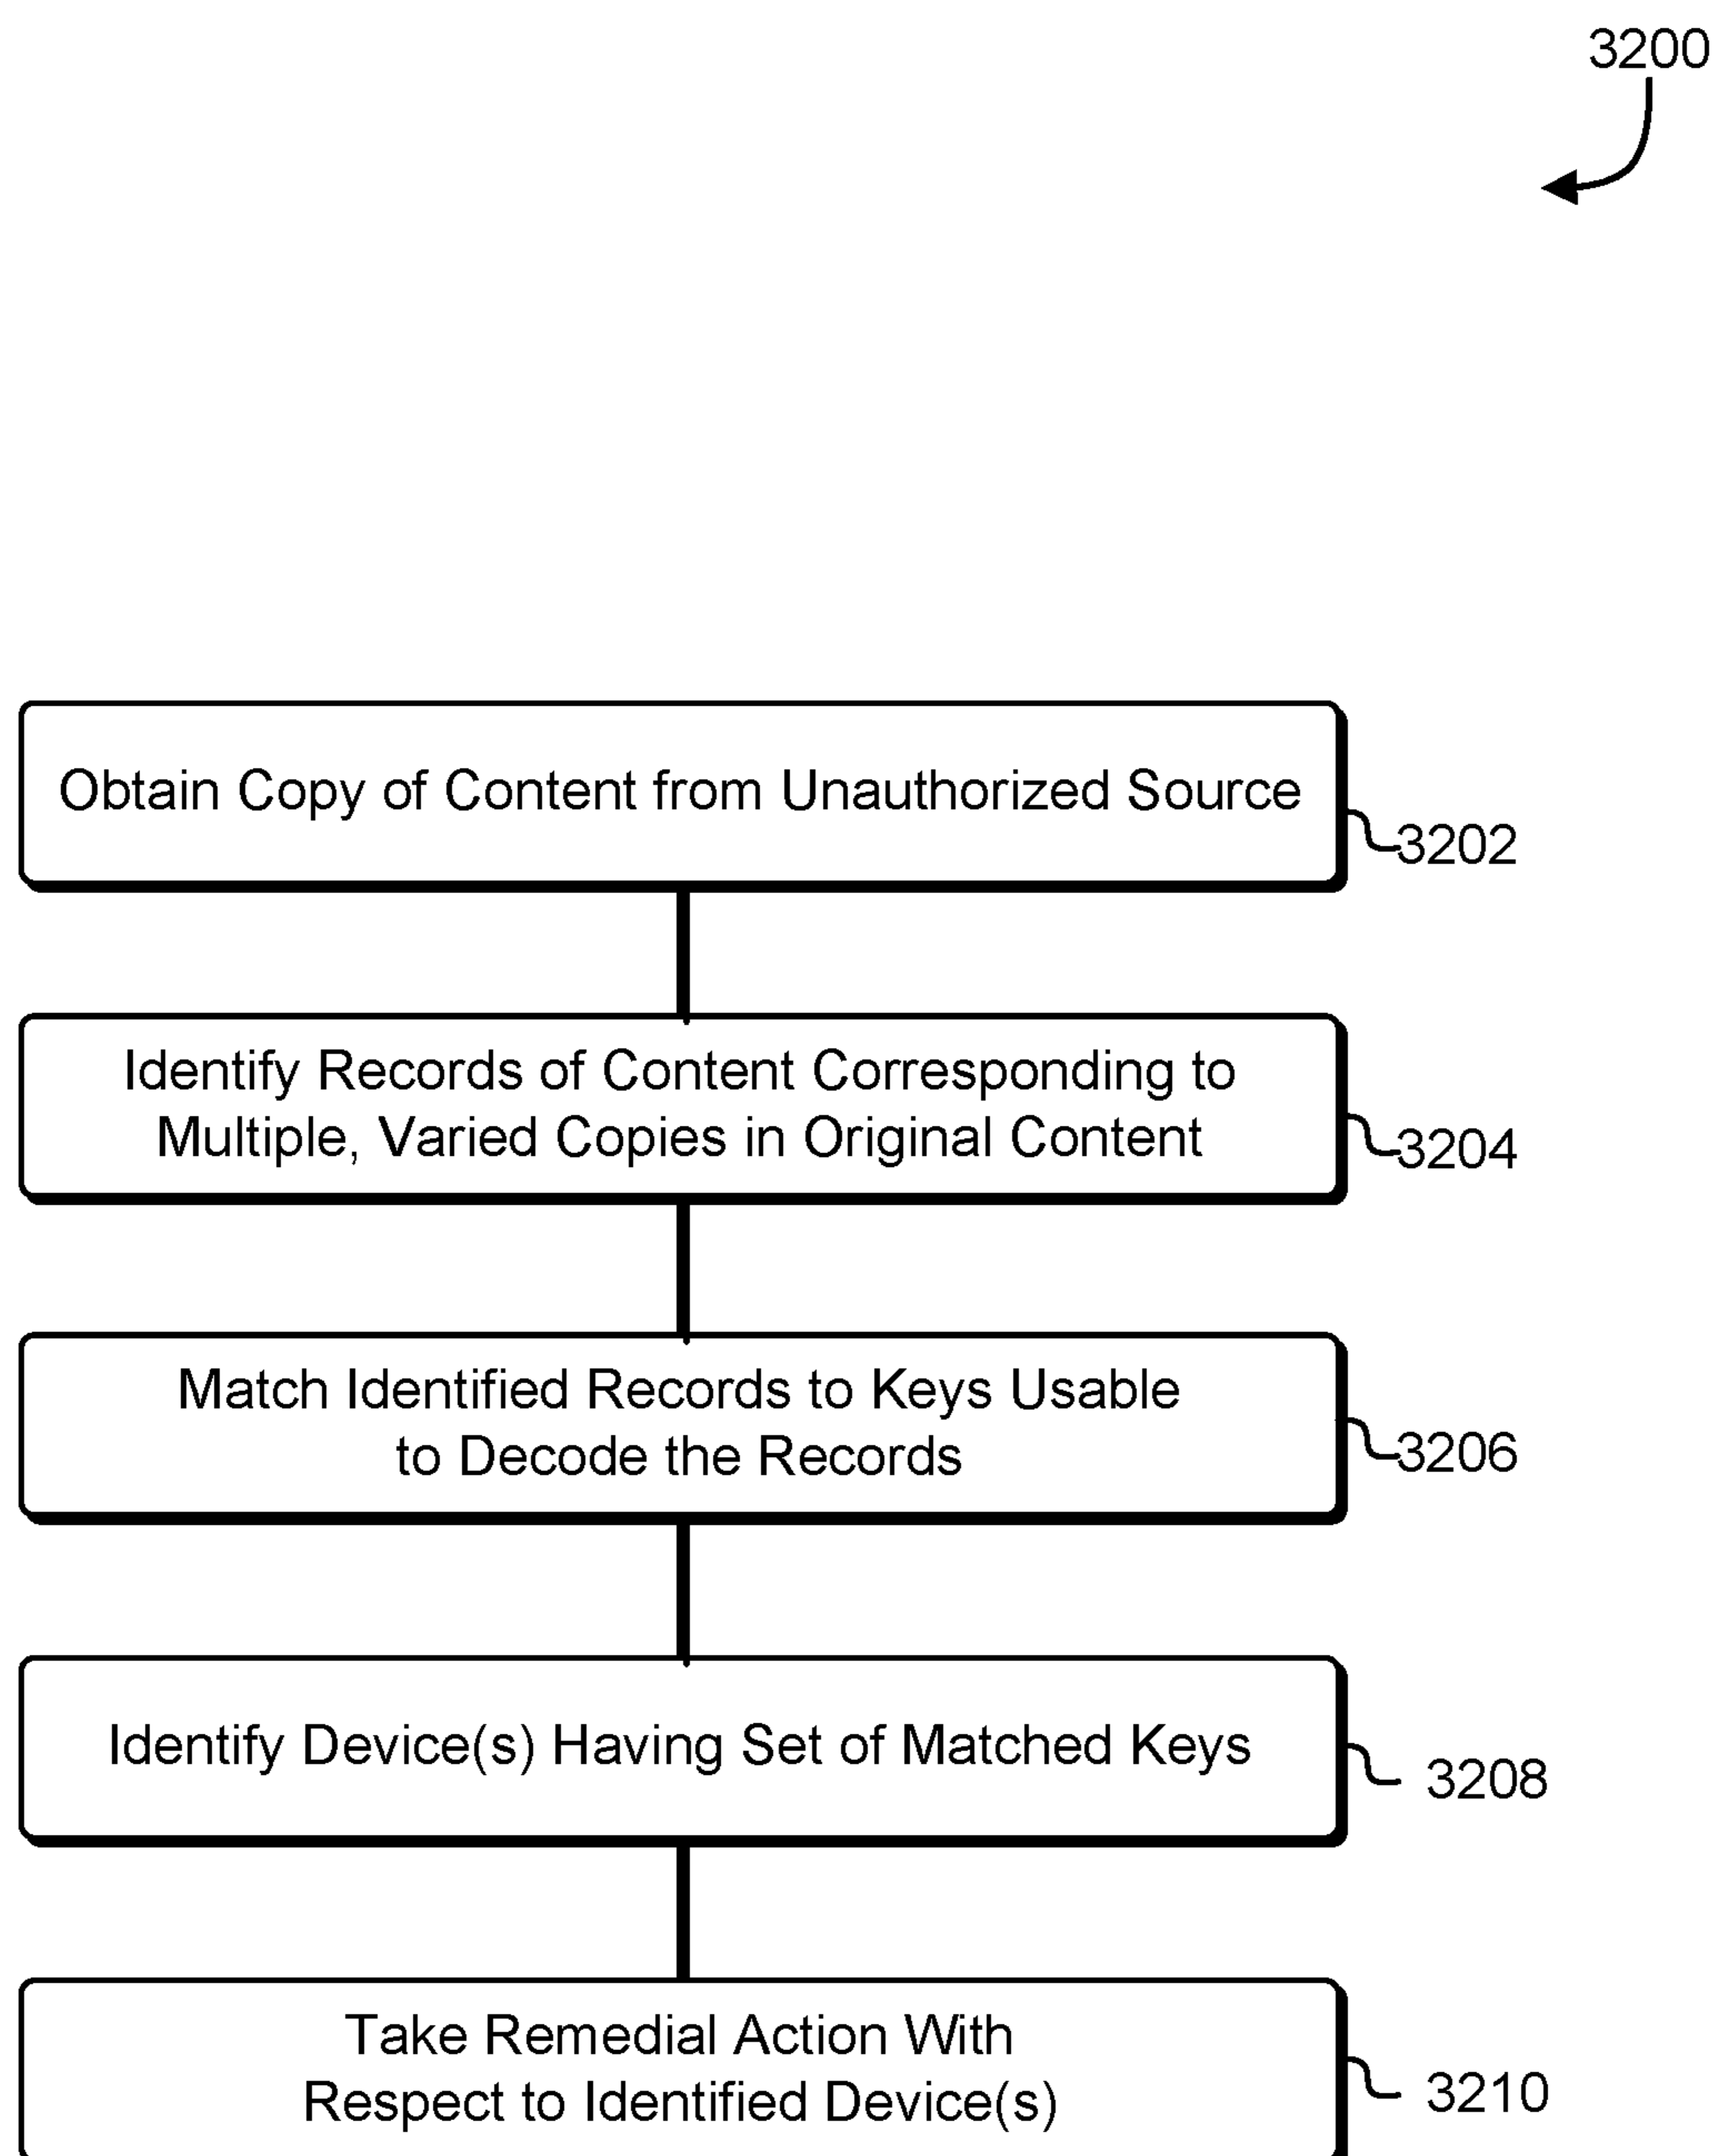 3200
Obtain Copy of Content from Unauthorized Source
3202
Identify Records of Content Corresponding to
Multiple, Varied Copies in Original Content
3204
Match Identified Records to Keys Usable
to Decode the Records
3206
Identify Device(s) Having Set of Matched Keys
3208
Take Remedial Action With
Respect to Identified Device(s)
3210